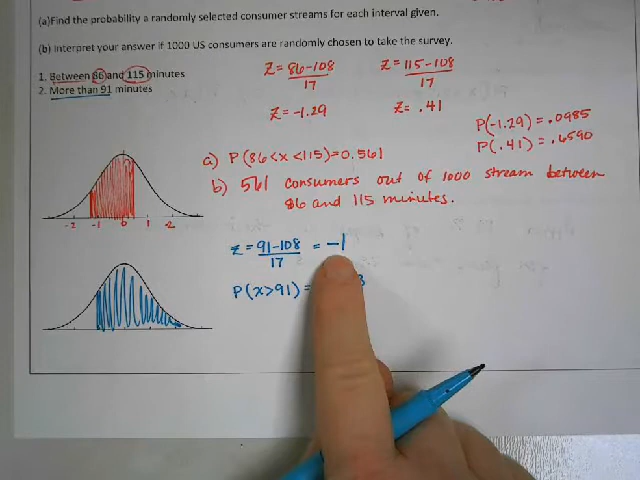 (a)Find the probability a randomly selected consumer streams for each interval given.
(b) Interpret your answer if 1000 US consumers are randomly chosen to take the survey.
1. Between 86 and 115 minutes
2. More than 91 minutes
z = 86-108 / 17
z = 115-108 / 17
z = -1.29
z = .41
P(-1.29) = .0985
P(.41) = .6590
a) P(86<x<115)=0.561
b) 561 consumers out of 1000 stream between
86 and 115 minutes.
-2 -1 0 1 2
z = 91-108 / 17 = -1
P(x>91) =